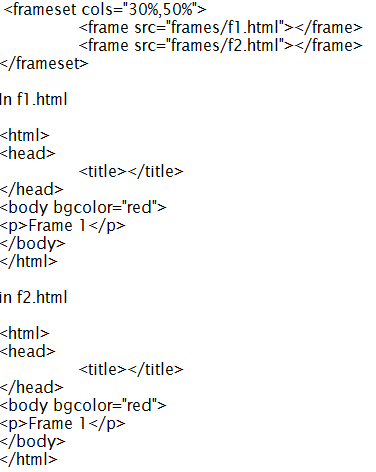 <frameset cols="30%,50%">
<frame src="frames/f1.html"></frame>
<frame src="frames/f2.html"></frame>
</frameset>
In f1.html
<html>
<head>
<title></title>
</head>
<body bgcolor="red">
<p>Frame 1</p>
</body>
</html>
in f2.html
<html>
<head>
<title></title>
</head>
<body bgcolor="red">
<p>Frame 1</p>
</body>
</html>